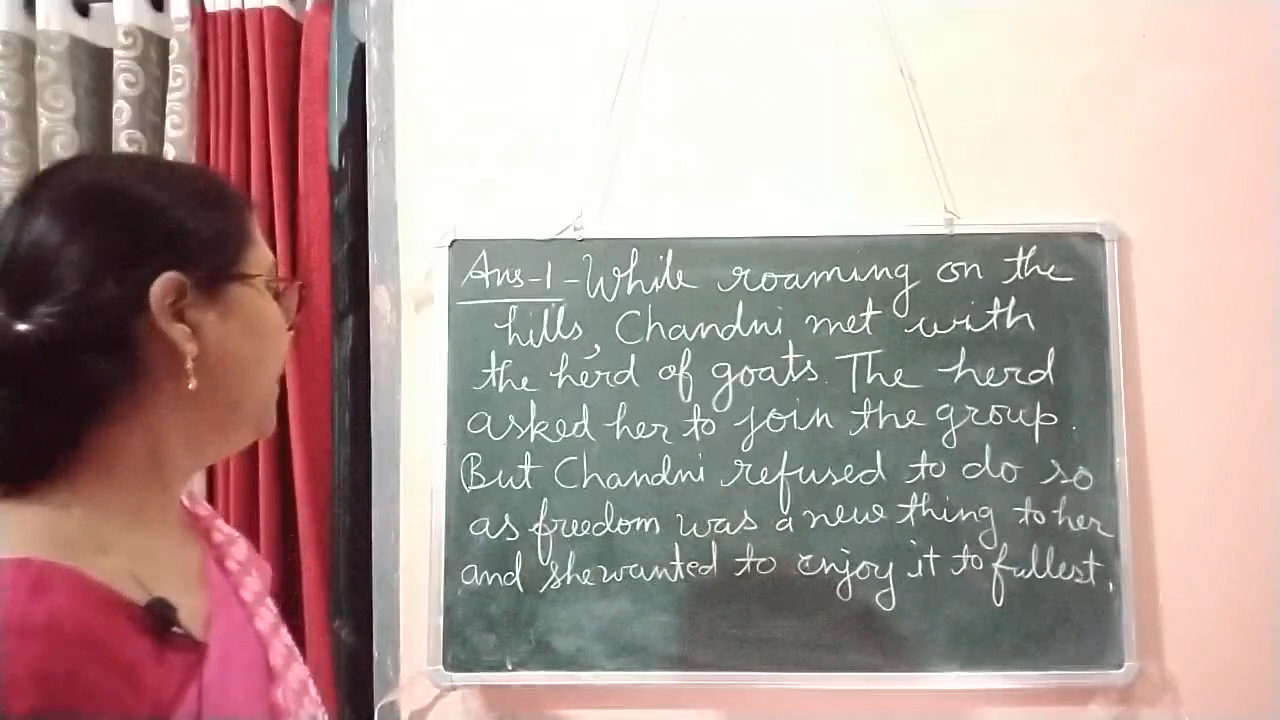 Ans-1 - While roaming on the
hills, Chandni met with
the herd of goats. The herd
asked her to join the group.
But Chandni refused to do so
as freedom was a new thing to her
and she wanted to enjoy it to fullest.